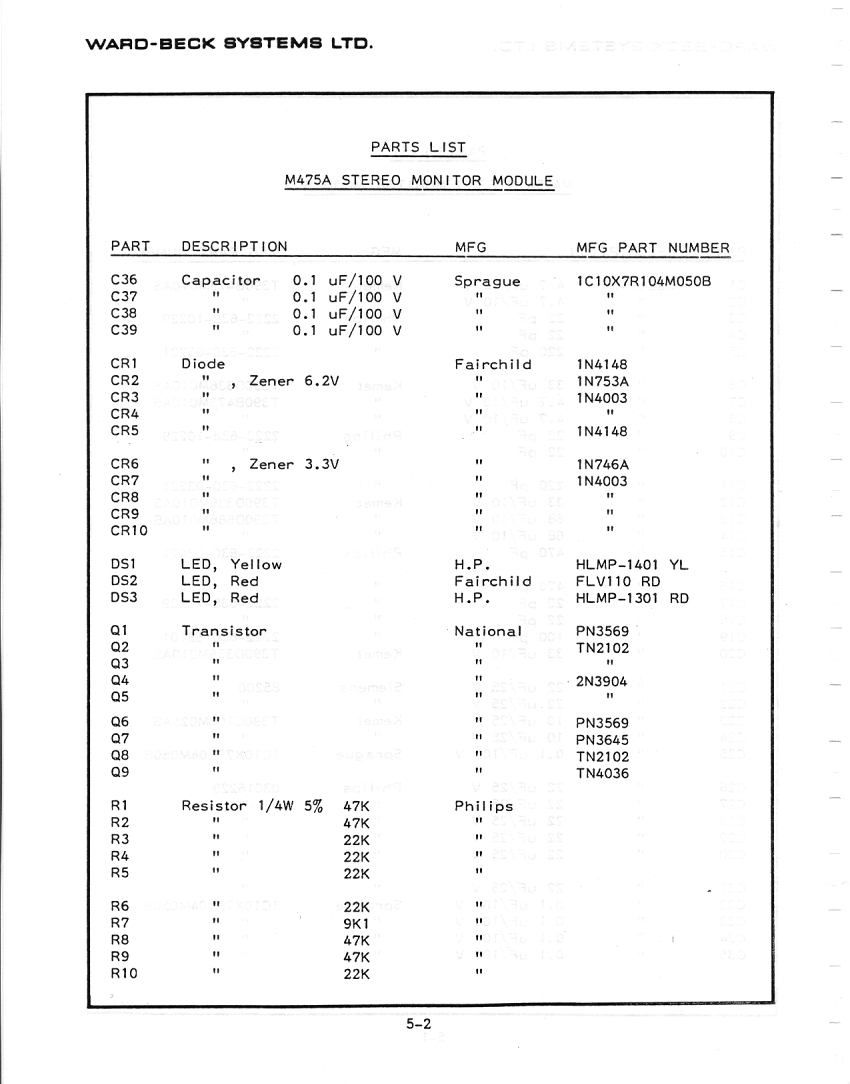 WARD-BECK SYSTEMS LTD.
PARTS LIST
M475A STEREO MONITOR MODULE
PART DESCRIPTION MFG MFG PART NUMBER
C36 Capacitor 0.1 uF/100 V Sprague 1C10X7R104M050B
C37 " 0.1 uF/100 V " "
C38 " 0.1 uF/100 V " "
C39 " 0.1 uF/100 V " "
CR1 Diode Fairchild 1N4148
CR2 " , Zener 6.2V " 1N753A
CR3 " " 1N4003
CR4 " " "
CR5 " " 1N4148
CR6 " , Zener 3.3V " 1N746A
CR7 " " 1N4003
CR8 " " "
CR9 " " "
CR10 " " "
DS1 LED, Yellow H.P. HLMP-1401 YL
DS2 LED, Red Fairchild FLV110 RD
DS3 LED, Red H.P. HLMP-1301 RD
Q1 Transistor National PN3569
Q2 " " TN2102
Q3 " " "
Q4 " " 2N3904
Q5 " " "
Q6 " " PN3569
Q7 " " PN3645
Q8 " " TN2102
Q9 " " TN4036
R1 Resistor 1/4W 5% 47K Philips
R2 " 47K "
R3 " 22K "
R4 " 22K "
R5 " 22K "
R6 " 22K "
R7 " 9K1 "
R8 " 47K "
R9 " 47K "
R10 " 22K "
5-2